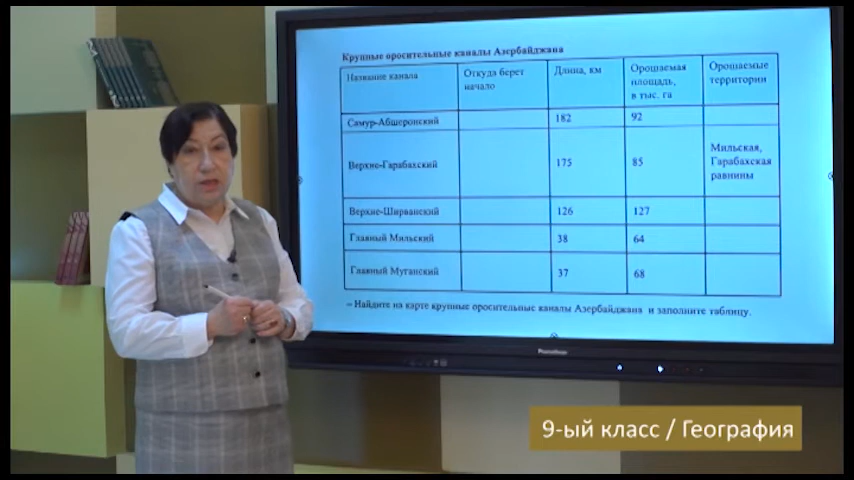 Крупные оросительные каналы Азербайджана
Название канала
Откуда берет
начало
Длина, км
Орошаемая
площадь,
в тыс. га
Орошаемые
территории
Самур-Абшеронский 182 92
Верхне-Гарабахский 175 85
Мильская,
Гарабахская
равнины
Верхне-Ширванский 126 127
Главный Мильский 38 64
Главный Муганский 37 68
– Найдите на карте крупные оросительные каналы Азербайджана и заполните таблицу.
Promethean
9-ый класс / География